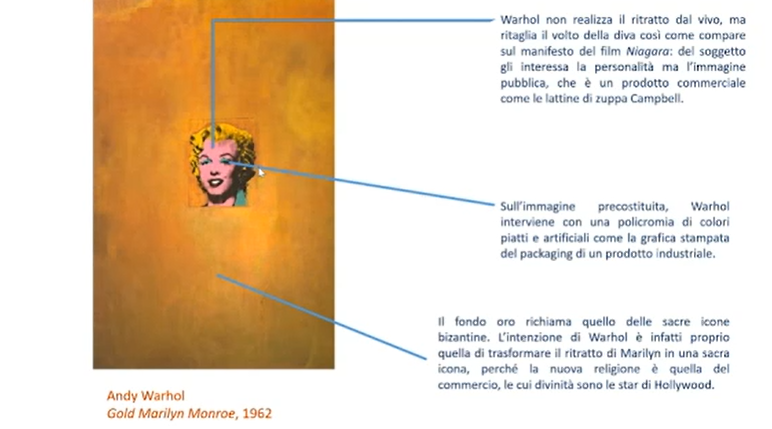 Warhol non realizza il ritratto dal vivo, ma
ritaglia il volto della diva così come compare
sul manifesto del film Niagara: del soggetto
gli interessa la personalità ma l'immagine
pubblica, che è un prodotto commerciale
come le lattine di zuppa Campbell.
Sull'immagine precostituita, Warhol
interviene con una policromia di colori
piatti e artificiali come la grafica stampata
del packaging di un prodotto industriale.
Il fondo oro richiama quello delle sacre icone
bizantine. L'intenzione di Warhol è infatti proprio
quella di trasformare il ritratto di Marilyn in una sacra
icona, perché la nuova religione è quella del
commercio, le cui divinità sono le star di Hollywood.
Andy Warhol
Gold Marilyn Monroe, 1962